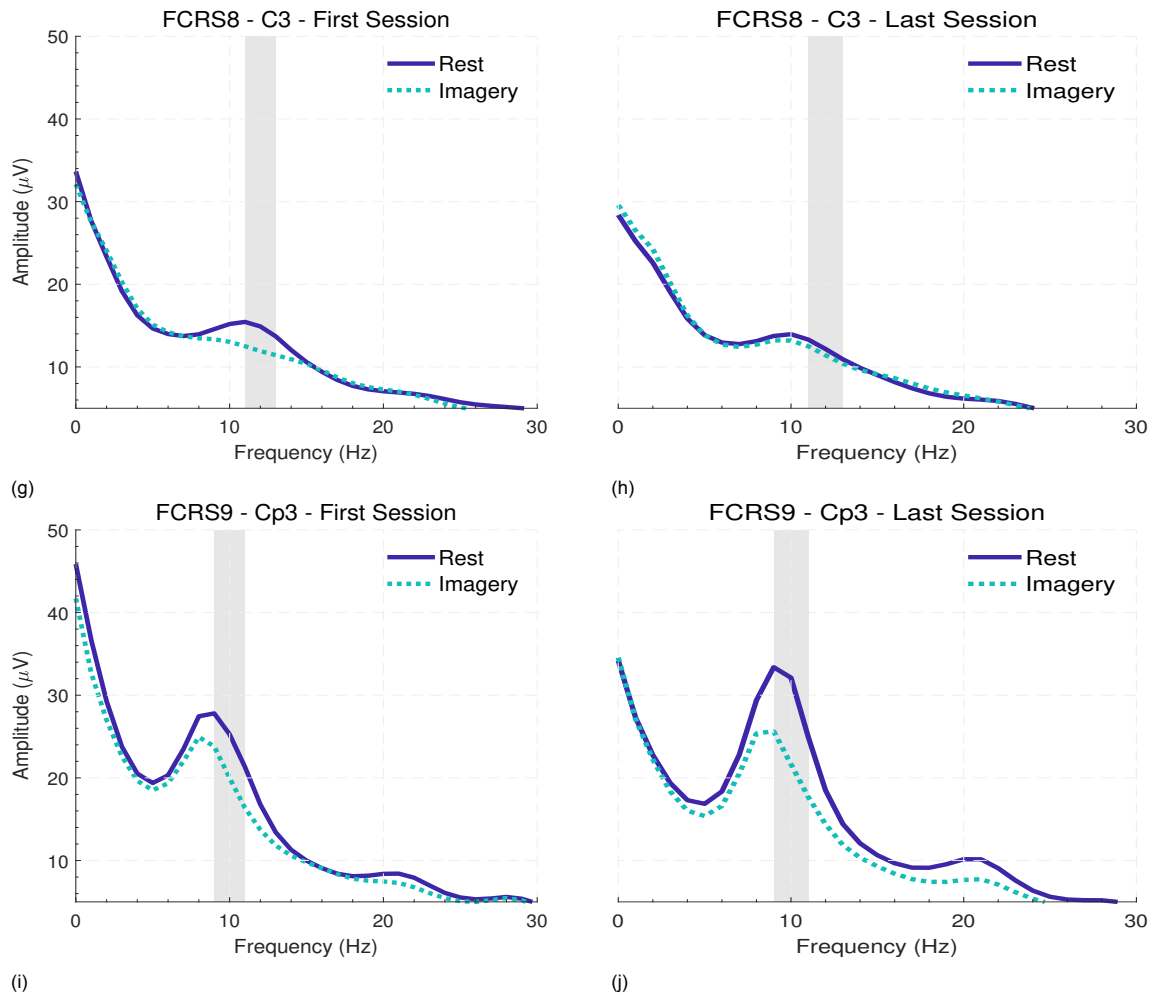 FCRS8 - C3 - First Session
50
40
30
20
10
Amplitude (μV)
Rest
Imagery
0 10 20 30
Frequency (Hz)
(g)
FCRS8 - C3 - Last Session
Rest
Imagery
0 10 20 30
Frequency (Hz)
(h)
FCRS9 - Cp3 - First Session
50
40
30
20
10
Amplitude (μV)
Rest
Imagery
0 10 20 30
Frequency (Hz)
(i)
FCRS9 - Cp3 - Last Session
Rest
Imagery
0 10 20 30
Frequency (Hz)
(j)